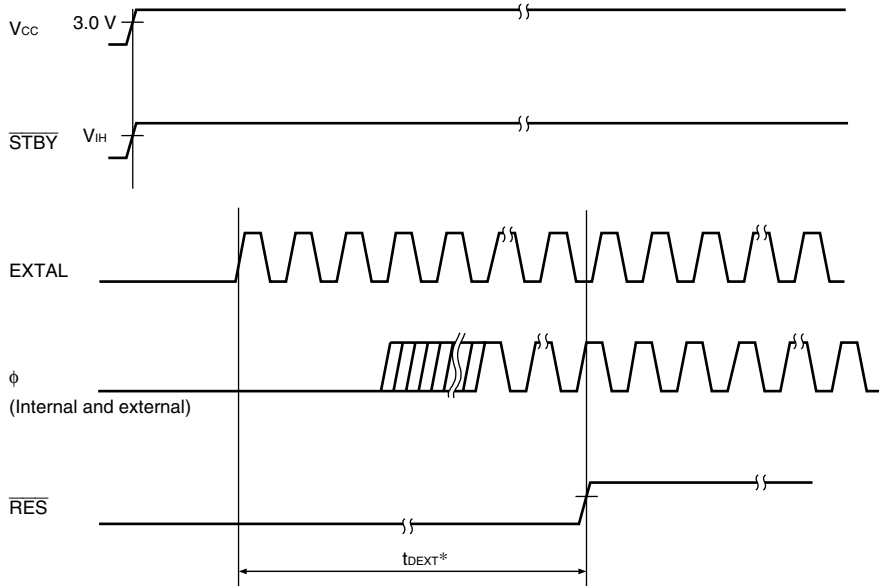 VCC 3.0 V
STBY VIH
EXTAL
ϕ
(Internal and external)
RES
tDEXT*